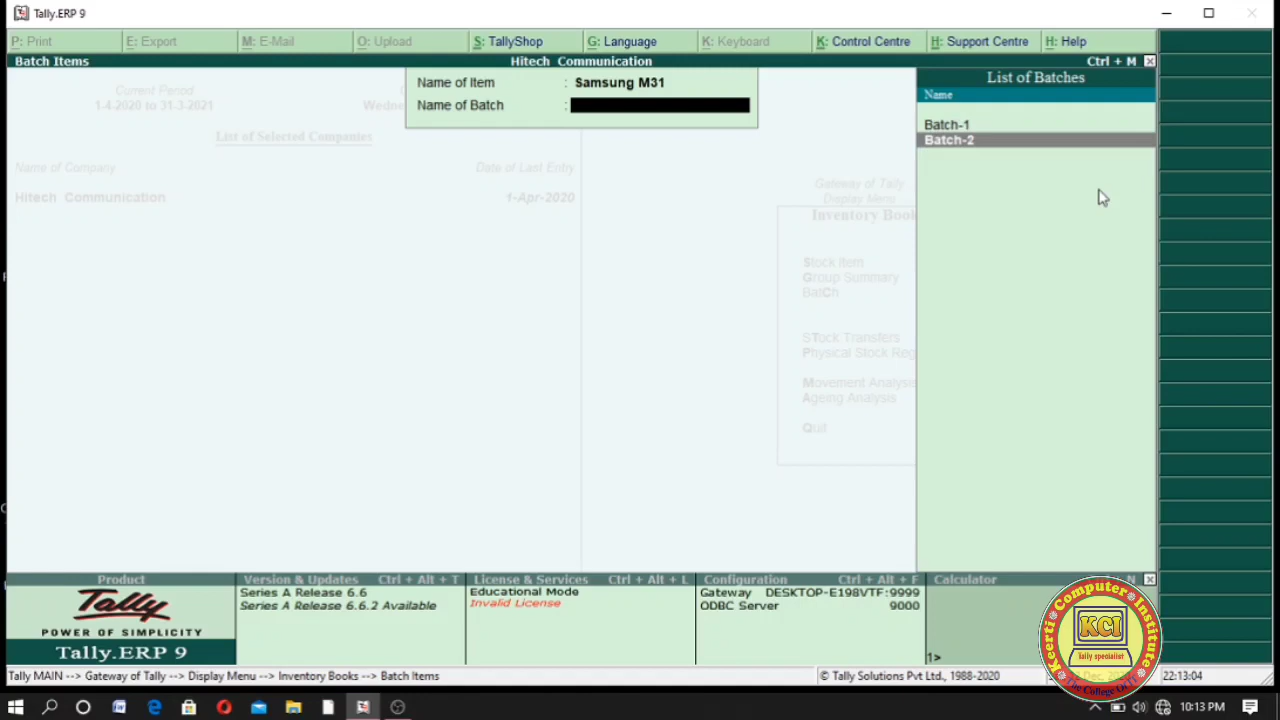 Tally.ERP 9
P: Print E: Export M: E-Mail O: Upload S: TallyShop G: Language K: Keyboard K: Control Centre H: Support Centre H: Help
Batch Items Hitech Communication Ctrl + M
Name of Item : Samsung M31
Name of Batch :
List of Batches
Name
Batch-1
Batch-2
Current Period
1-4-2020 to 31-3-2021
List of Selected Companies
Name of Company Date of Last Entry
Hitech Communication 1-Apr-2020
Gateway of Tally
Display Menu
Inventory Book
Stock Item
Group Summary
BatCh
STock Transfers
Physical Stock Reg
Movement Analysis
Ageing Analysis
Quit
Product Version & Updates Ctrl + Alt + T License & Services Ctrl + Alt + L Configuration Ctrl + Alt + F Calculator N
Tally
POWER OF SIMPLICITY
Tally.ERP 9
Series A Release 6.6
Series A Release 6.6.2 Available
Educational Mode
Invalid License
Gateway DESKTOP-E198VTF:9999
ODBC Server 9000
1>
Keerti Computer Institute
KCI
Tally specialist
Tally MAIN --> Gateway of Tally --> Display Menu --> Inventory Books --> Batch Items © Tally Solutions Pvt Ltd., 1988-2020 22:13:04
10:13 PM